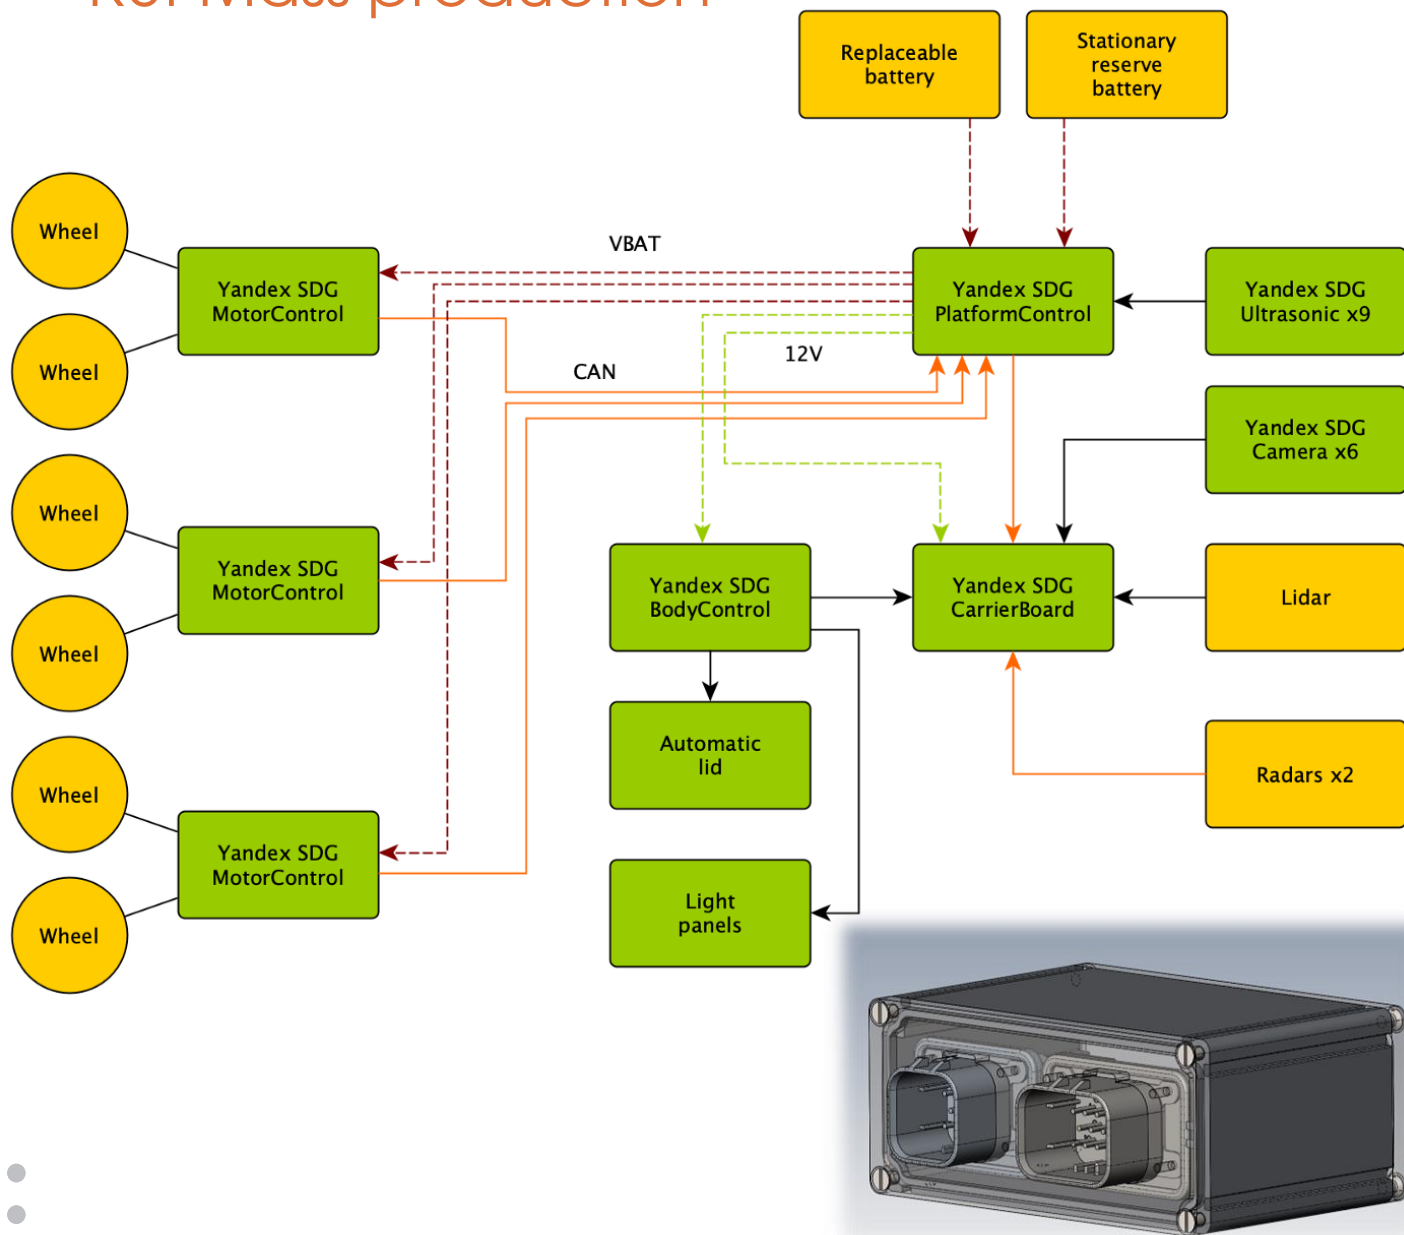 Mass production
Replaceable
battery
Stationary
reserve
battery
Wheel
Wheel
Yandex SDG
MotorControl
VBAT
Yandex SDG
PlatformControl
Yandex SDG
Ultrasonic x9
12V
CAN
Yandex SDG
Camera x6
Wheel
Wheel
Yandex SDG
MotorControl
Yandex SDG
BodyControl
Yandex SDG
CarrierBoard
Lidar
Automatic
lid
Radars x2
Wheel
Wheel
Yandex SDG
MotorControl
Light
panels